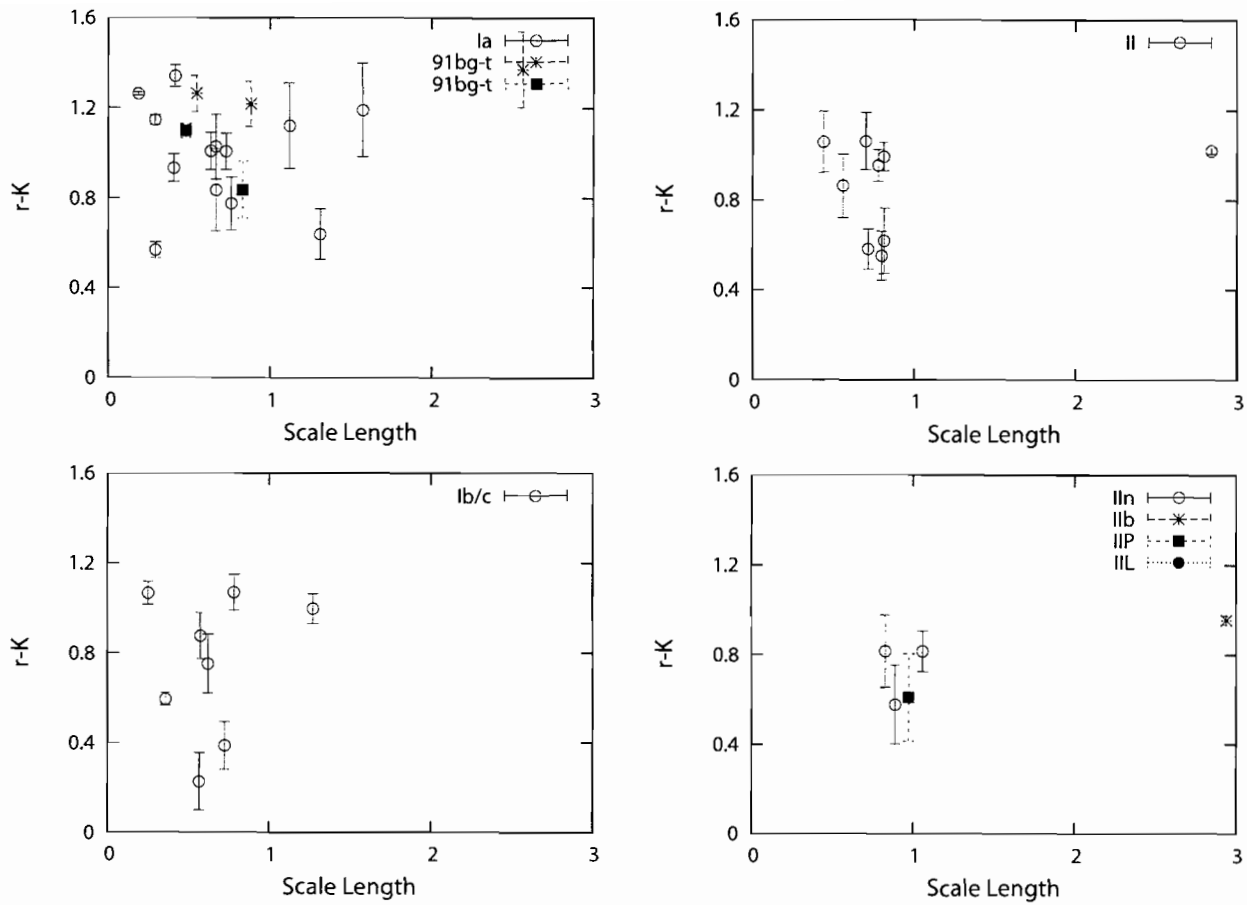 1.6
1.2
0.8
0.4
0
r-K
Ia
91bg-t
91bg-t
0 1 2 3
Scale Length
1.6
1.2
0.8
0.4
0
r-K
II
0 1 2 3
Scale Length
1.6
1.2
0.8
0.4
0
r-K
Ib/c
0 1 2 3
Scale Length
1.6
1.2
0.8
0.4
0
r-K
IIn
IIb
IIP
IIL
0 1 2 3
Scale Length